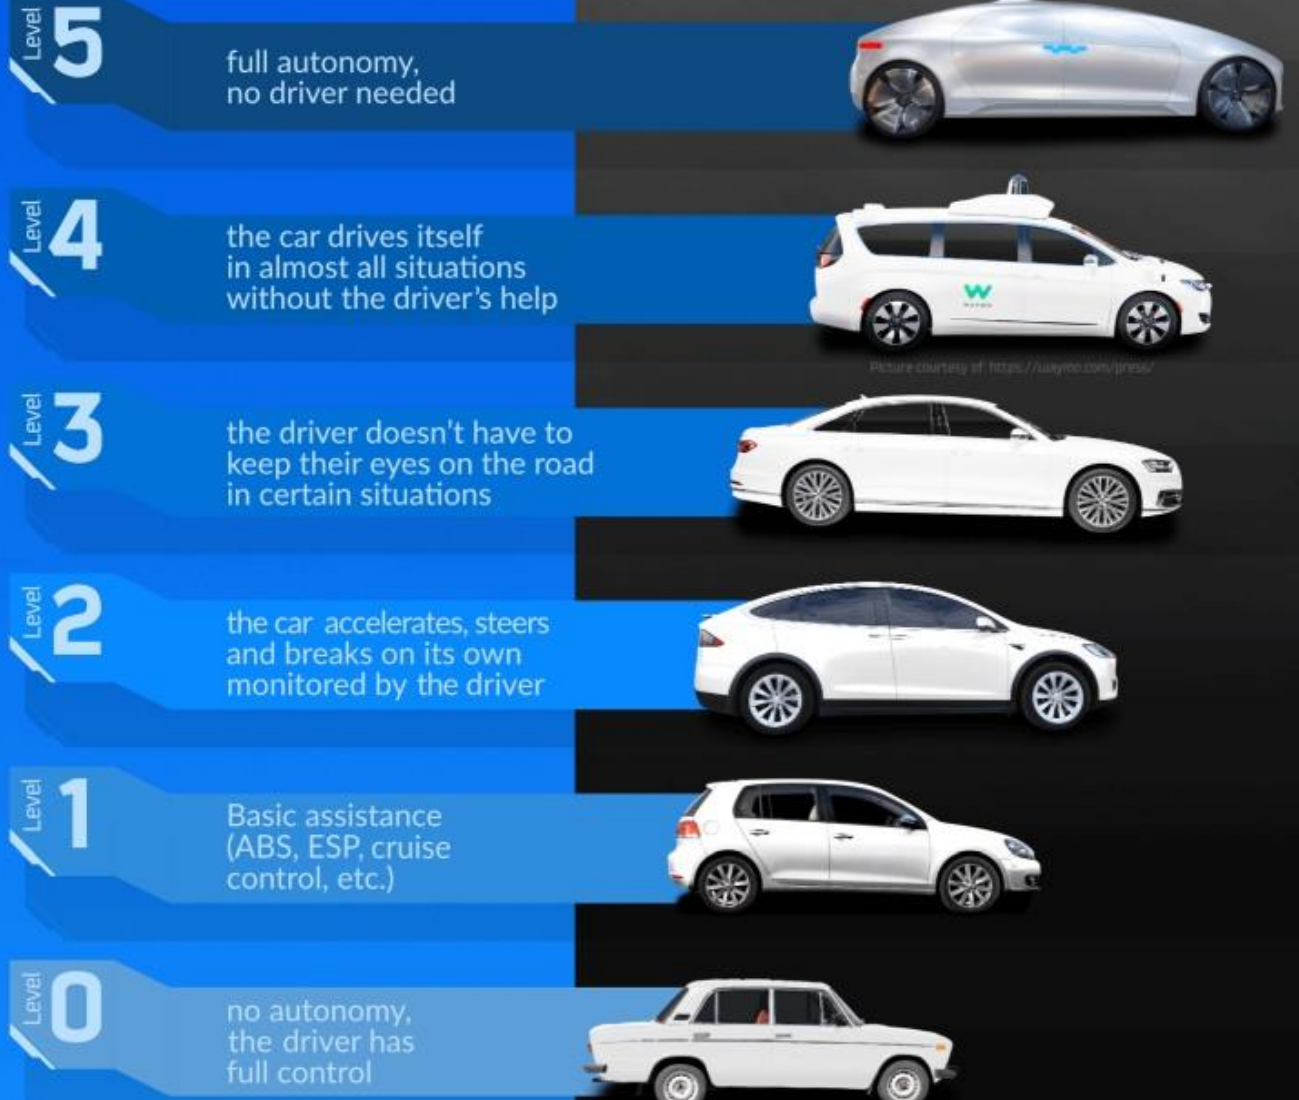 Level 5
full autonomy,
no driver needed
Level 4
the car drives itself
in almost all situations
without the driver's help
W
WAYMO
Picture courtesy of https://waymo.com/press/
Level 3
the driver doesn't have to
keep their eyes on the road
in certain situations
Level 2
the car accelerates, steers
and breaks on its own
monitored by the driver
Level 1
Basic assistance
(ABS, ESP, cruise
control, etc.)
Level 0
no autonomy,
the driver has
full control